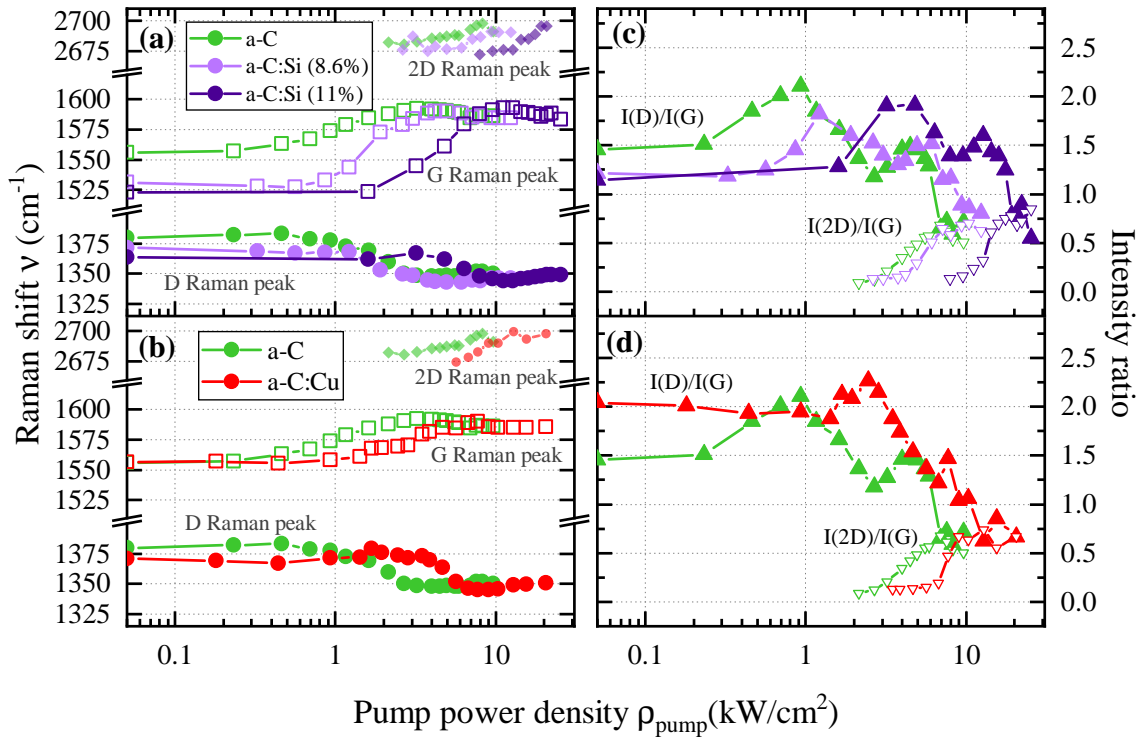 (a)
a-C
a-C:Si (8.6%)
a-C:Si (11%)
2D Raman peak
G Raman peak
D Raman peak
2700
2675
1600
1575
1550
1525
1375
1350
1325
(b)
a-C
a-C:Cu
2D Raman peak
G Raman peak
D Raman peak
2700
2675
1600
1575
1550
1525
1375
1350
1325
0.1 1 10
Raman shift ν (cm⁻¹)
(c)
I(D)/I(G)
I(2D)/I(G)
2.5
2.0
1.5
1.0
0.5
0.0
(d)
I(D)/I(G)
I(2D)/I(G)
2.5
2.0
1.5
1.0
0.5
0.0
0.1 1 10
Intensity ratio
Pump power density ρpump(kW/cm²)